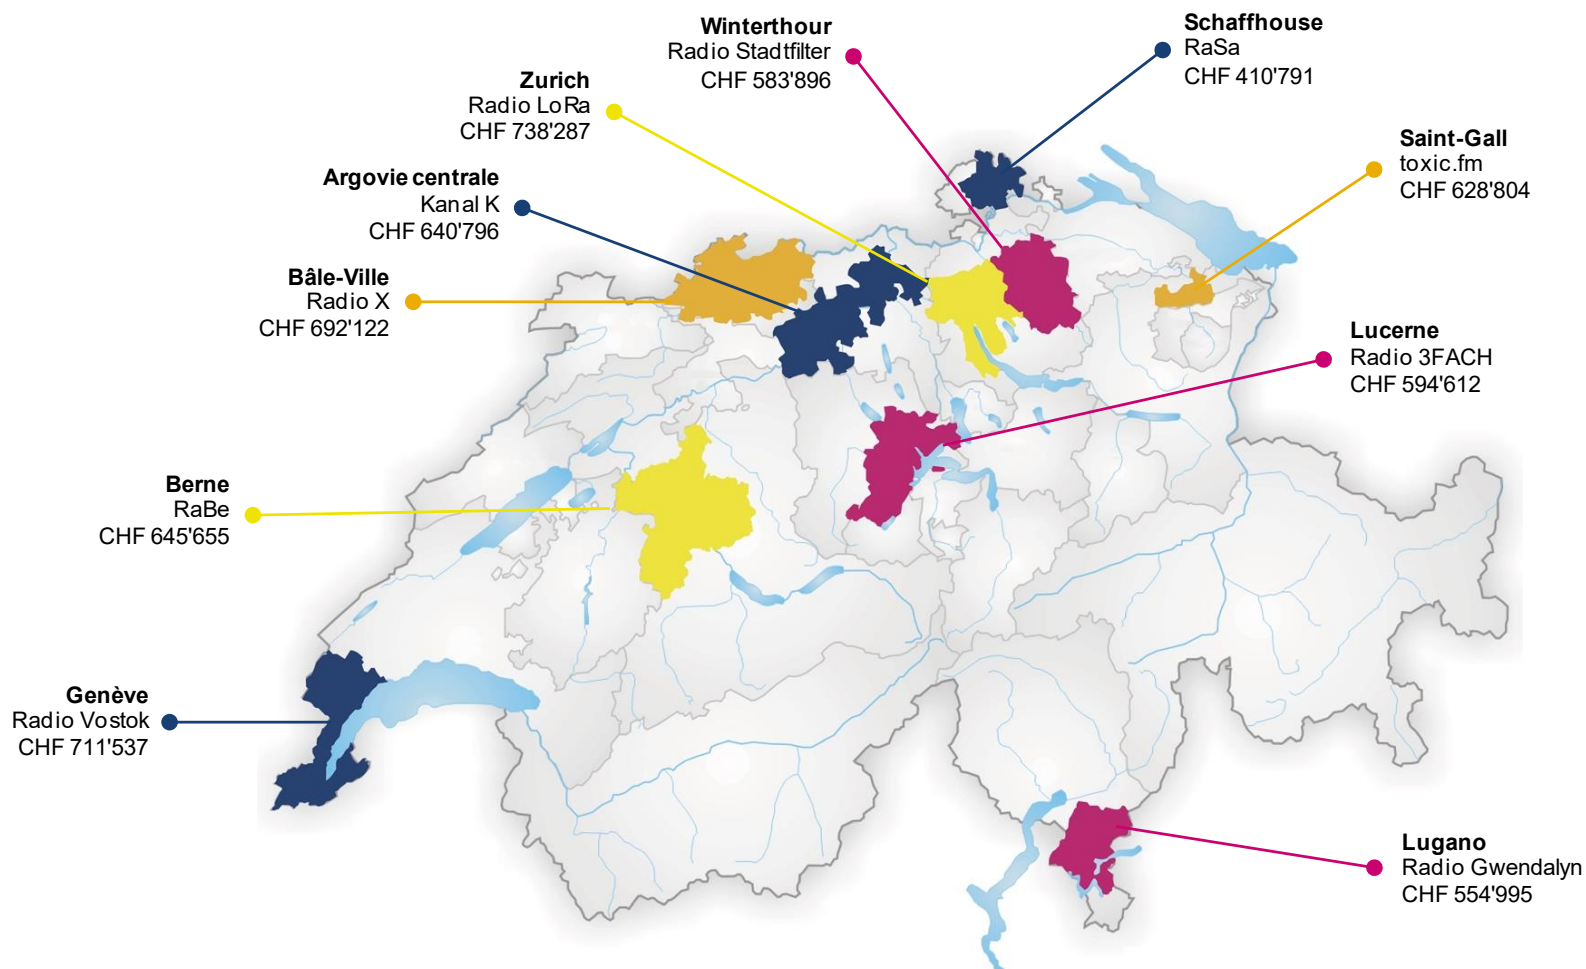 Winterthour
Radio Stadtfilter
CHF 583'896
Schaffhouse
RaSa
CHF 410'791
Zurich
Radio LoRa
CHF 738'287
Saint-Gall
toxic.fm
CHF 628'804
Argovie centrale
Kanal K
CHF 640'796
Bâle-Ville
Radio X
CHF 692'122
Lucerne
Radio 3FACH
CHF 594'612
Berne
RaBe
CHF 645'655
Genève
Radio Vostok
CHF 711'537
Lugano
Radio Gwendalyn
CHF 554'995